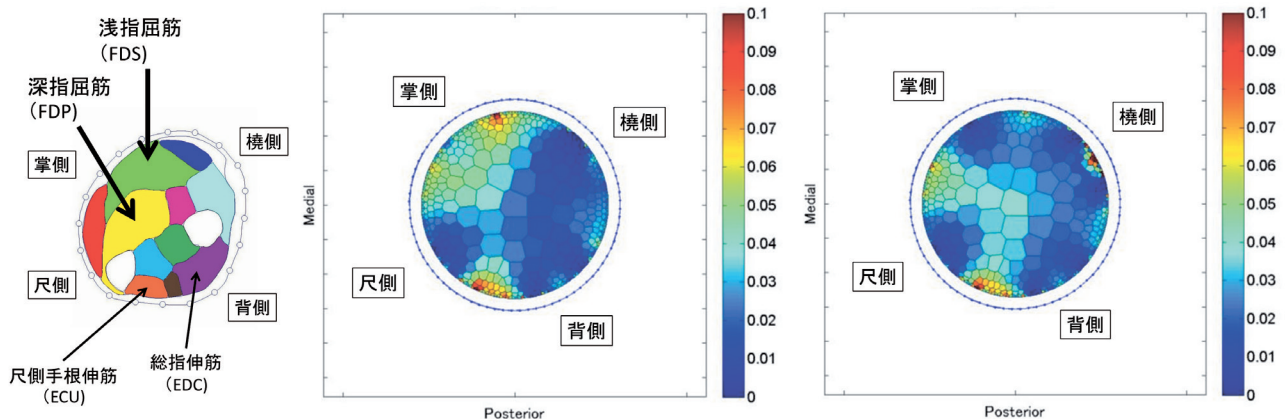 浅指屈筋
（FDS）
深指屈筋
（FDP）
掌側
橈側
尺側
背側
尺側手根伸筋
（ECU）
総指伸筋
（EDC）
掌側
橈側
尺側
背側
Medial
Posterior
0.1
0.09
0.08
0.07
0.06
0.05
0.04
0.03
0.02
0.01
0
掌側
橈側
尺側
背側
Medial
Posterior
0.1
0.09
0.08
0.07
0.06
0.05
0.04
0.03
0.02
0.01
0